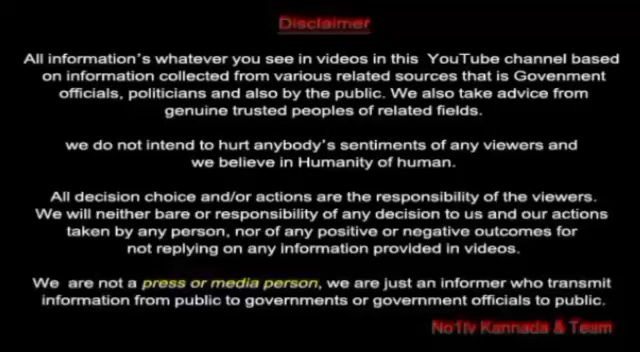 Disclaimer
All information's whatever you see in videos in this YouTube channel based
on information collected from various related sources that is Govenment
officials, politicians and also by the public. We also take advice from
genuine trusted peoples of related fields.
we do not intend to hurt anybody's sentiments of any viewers and
we believe in Humanity of human.
All decision choice and/or actions are the responsibility of the viewers.
We will neither bare or responsibility of any decision to us and our actions
taken by any person, nor of any positive or negative outcomes for
not replying on any information provided in videos.
We are not a press or media person, we are just an informer who transmit
information from public to governments or government officials to public.
No1tv Kannada & Team